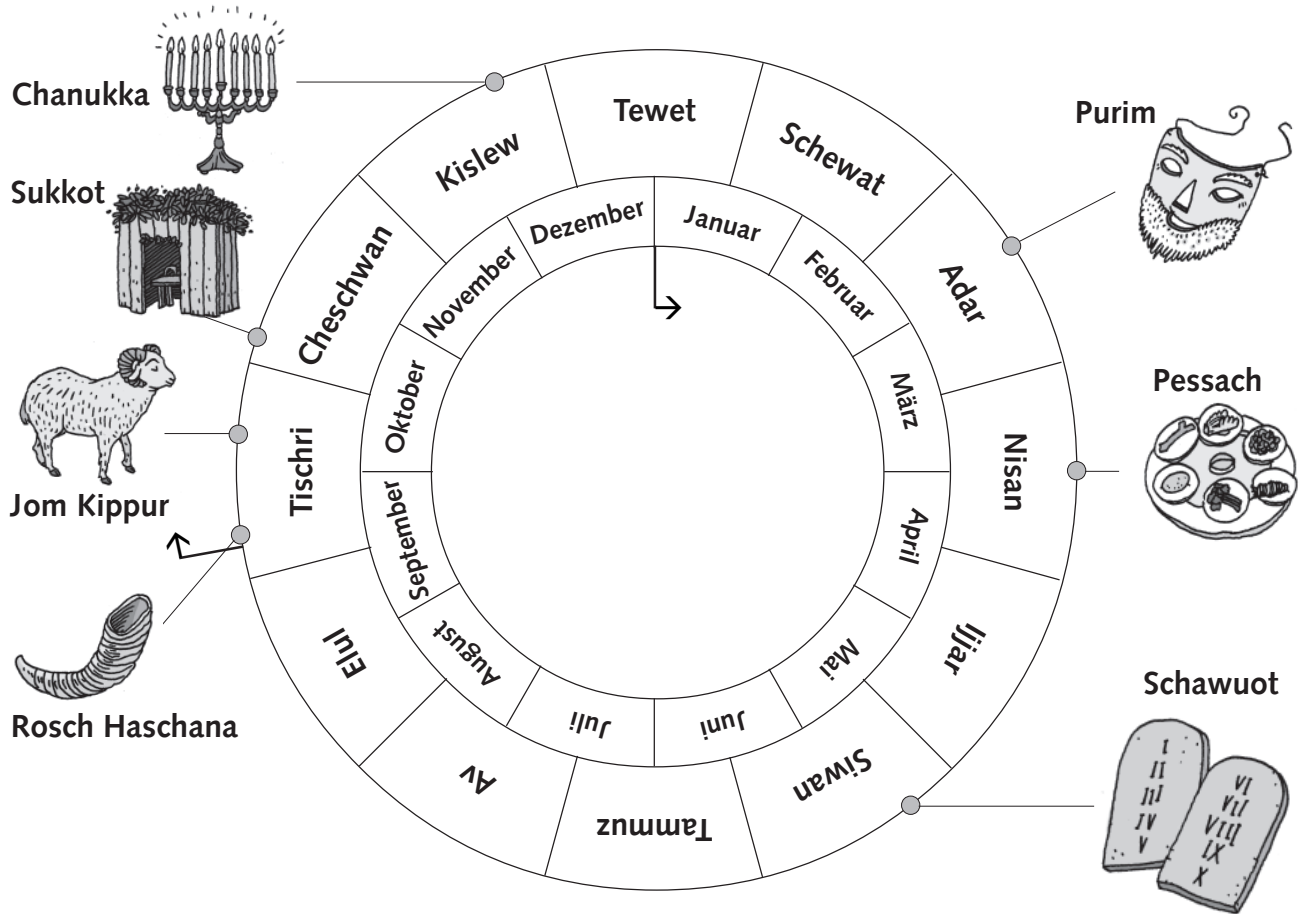 Chanukka
Sukkot
Jom Kippur
Rosch Haschana
Purim
Pessach
Schawuot
I
II
III
IV
V
VI
VII
VIII
IX
X
Tewet
Schewat
Adar
Nisan
Ijjar
Siwan
Tammuz
Av
Elul
Tischri
Cheschwan
Kislew
Januar
Februar
März
April
Mai
Juni
Juli
August
September
Oktober
November
Dezember